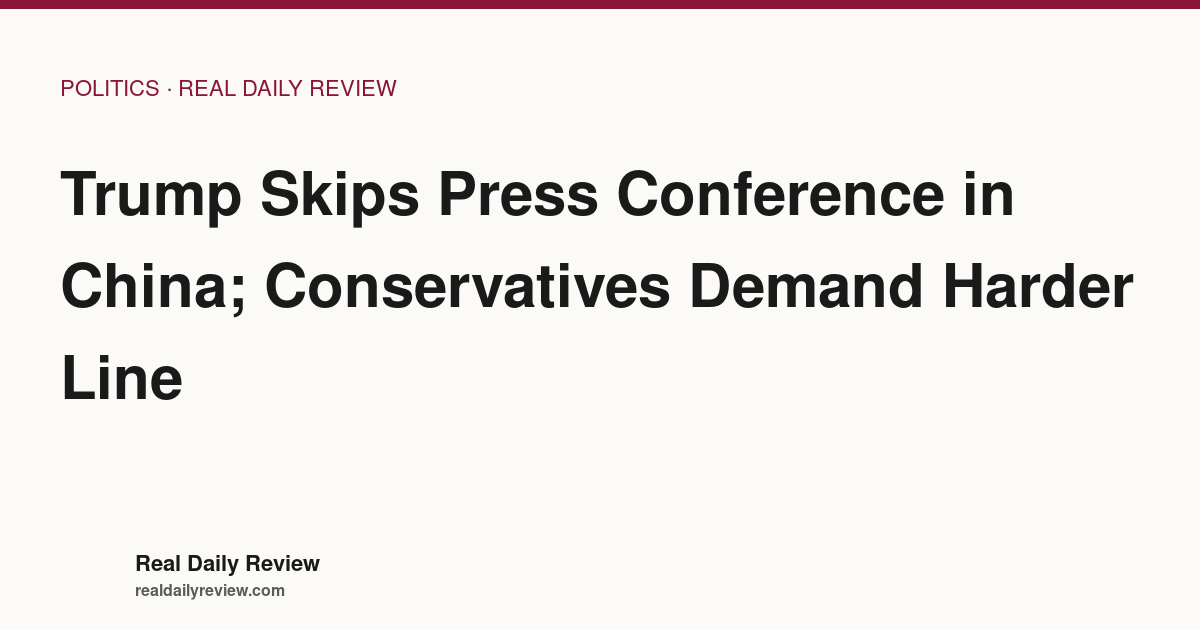 POLITICS · REAL DAILY REVIEW
Trump Skips Press Conference in
China; Conservatives Demand Harder
Line
Real Daily Review
realdailyreview.com